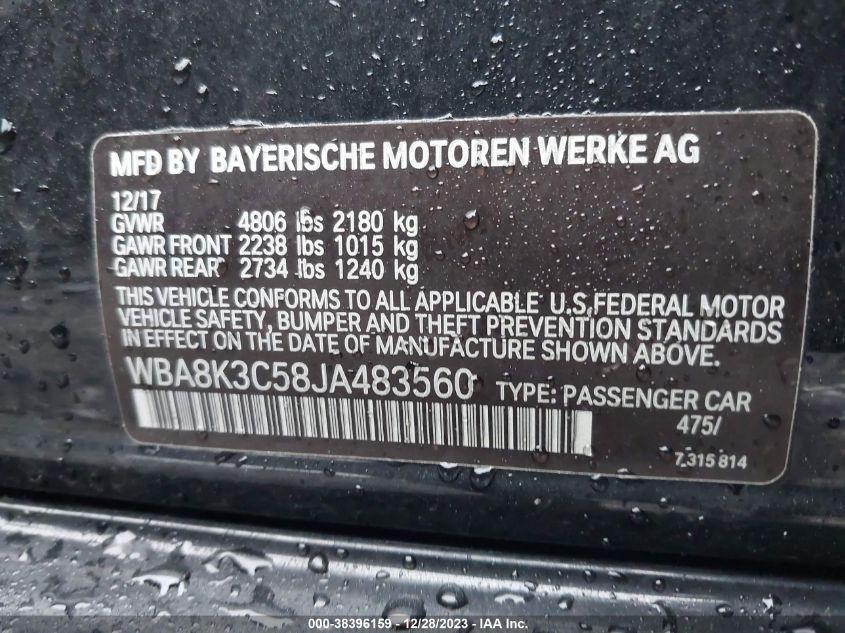 MFD BY BAYERISCHE MOTOREN WERKE AG
12/17
GVWR 4806 lbs 2180 kg
GAWR FRONT 2238 lbs 1015 kg
GAWR REAR 2734 lbs 1240 kg
THIS VEHICLE CONFORMS TO ALL APPLICABLE U.S.FEDERAL MOTOR
VEHICLE SAFETY, BUMPER AND THEFT PREVENTION STANDARDS
IN EFFECT ON THE DATE OF MANUFACTURE SHOWN ABOVE.
WBA8K3C58JA483560 TYPE: PASSENGER CAR
475/
7.315 814
000-38396159 - 12/28/2023 - IAA Inc.